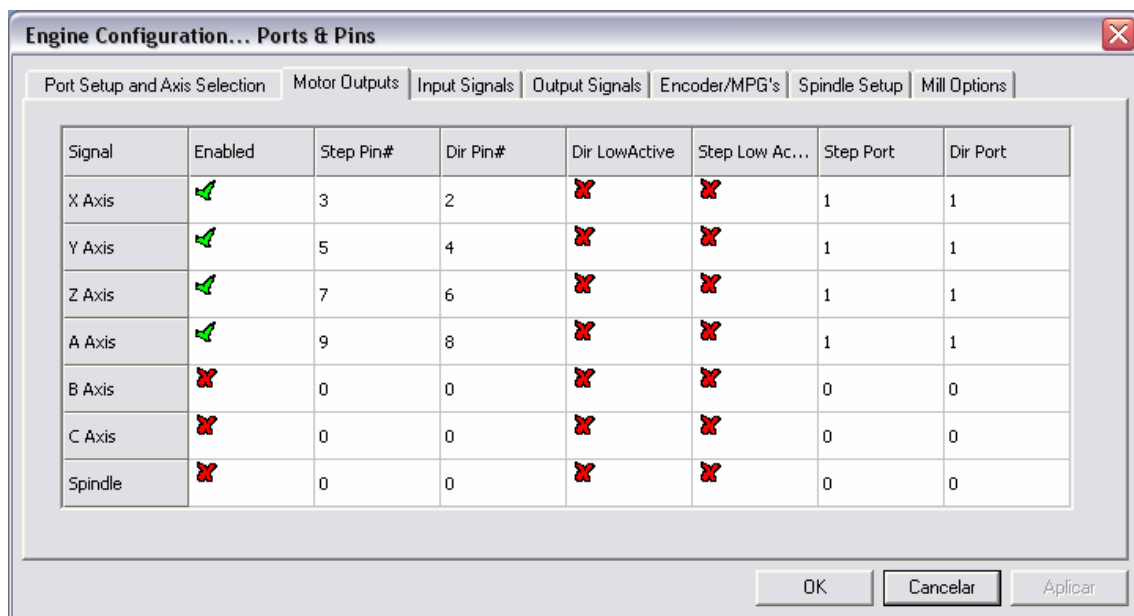 Engine Configuration... Ports & Pins
Port Setup and Axis Selection Motor Outputs Input Signals Output Signals Encoder/MPG's Spindle Setup Mill Options
Signal Enabled Step Pin# Dir Pin# Dir LowActive Step Low Ac... Step Port Dir Port
X Axis 3 2 1 1
Y Axis 5 4 1 1
Z Axis 7 6 1 1
A Axis 9 8 1 1
B Axis 0 0 0 0
C Axis 0 0 0 0
Spindle 0 0 0 0
OK Cancelar Aplicar